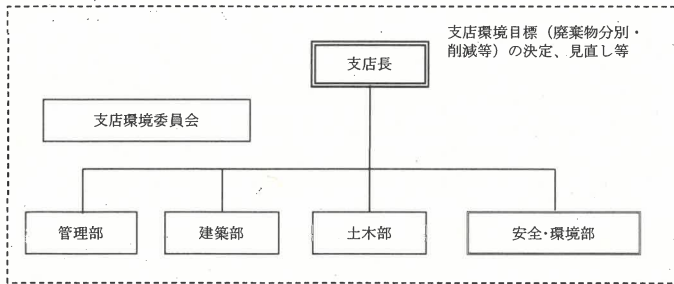 支店環境目標（廃棄物分別・
削減等）の決定、見直し等
支店長
支店環境委員会
管理部
建築部
土木部
安全・環境部